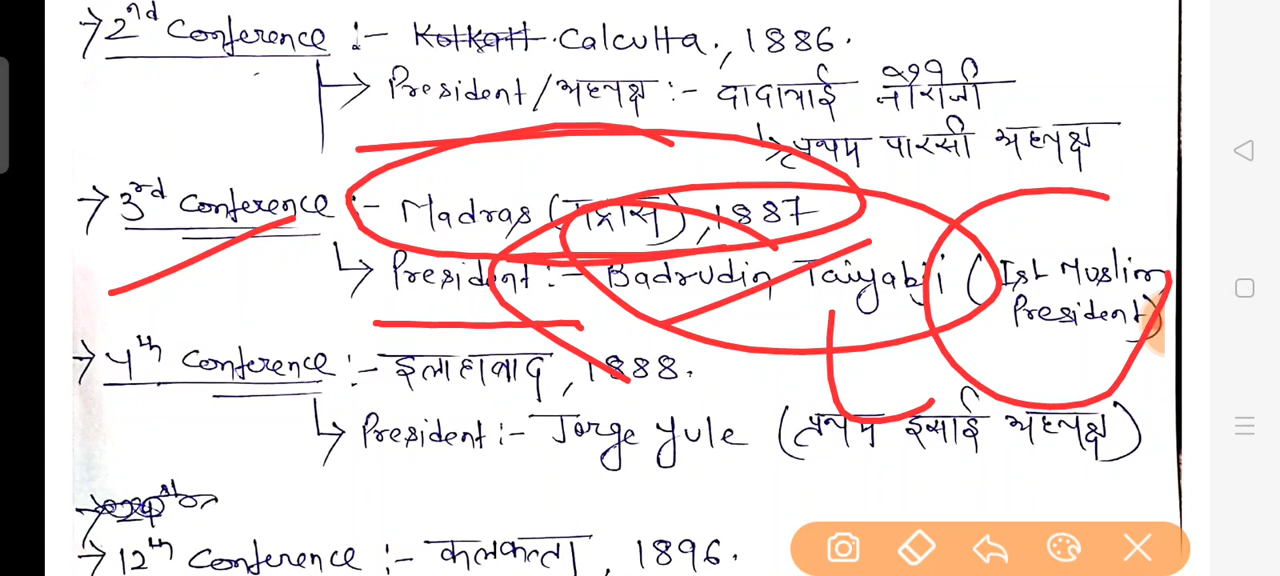 → 2nd Conference :- Calcutta., 1886.
→ President/अध्यक्ष :- दादाभाई नौरोजी
↳ प्रथम पारसी अध्यक्ष
→ 3rd Conference :- Madras (मद्रास), 1887
↳ President :- Badrudin Taiyabji (Ist Muslim President)
→ 4th Conference :- इलाहाबाद, 1888.
↳ President :- Jorge Yule (प्रथम ईसाई अध्यक्ष)
→ 12th Conference :- कलकत्ता, 1896.